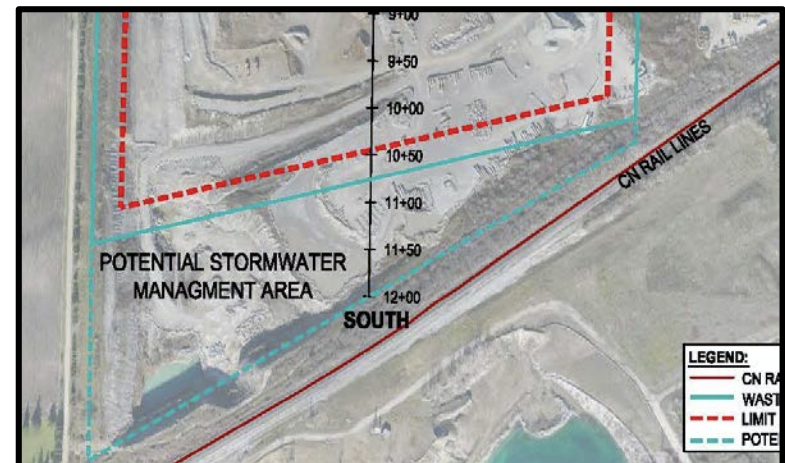 9+00
9+50
10+00
10+50
11+00
11+50
12+00
SOUTH
CN RAIL LINES
POTENTIAL STORMWATER
MANAGMENT AREA
LEGEND:
CN RA
WAST
LIMIT
POTE